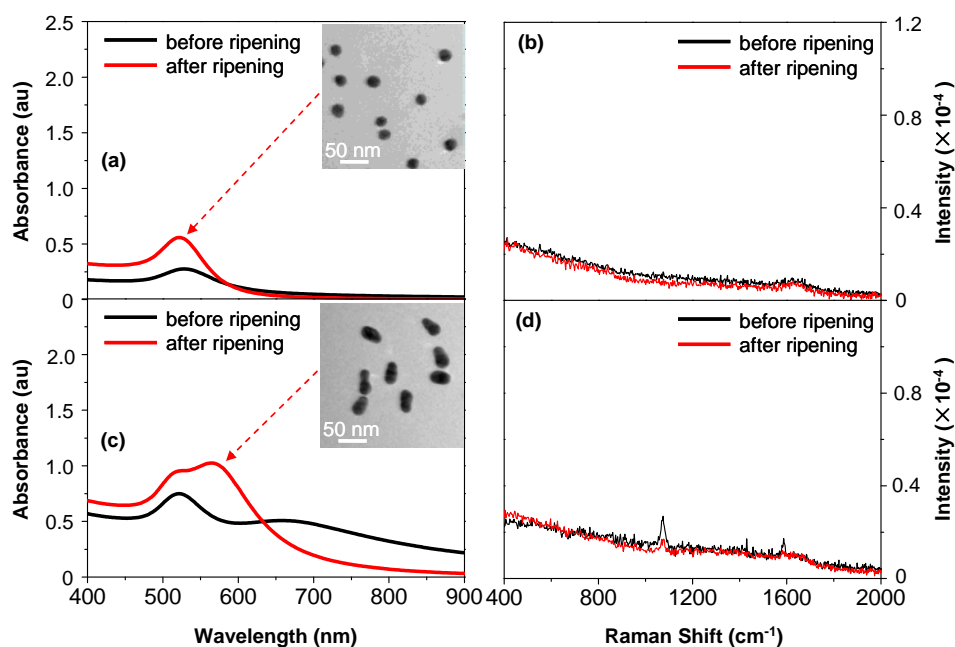 2.5
2.0
1.5
1.0
0.5
0
Absorbance (au)
before ripening
after ripening
50 nm
(a)
(b)
before ripening
after ripening
1.2
0.8
0.4
0
Intensity (×10⁻⁴)
2.0
1.5
1.0
0.5
0
Absorbance (au)
before ripening
after ripening
50 nm
(c)
400 500 600 700 800 900
Wavelength (nm)
(d)
before ripening
after ripening
0.8
0.4
0
Intensity (×10⁻⁴)
400 800 1200 1600 2000
Raman Shift (cm⁻¹)